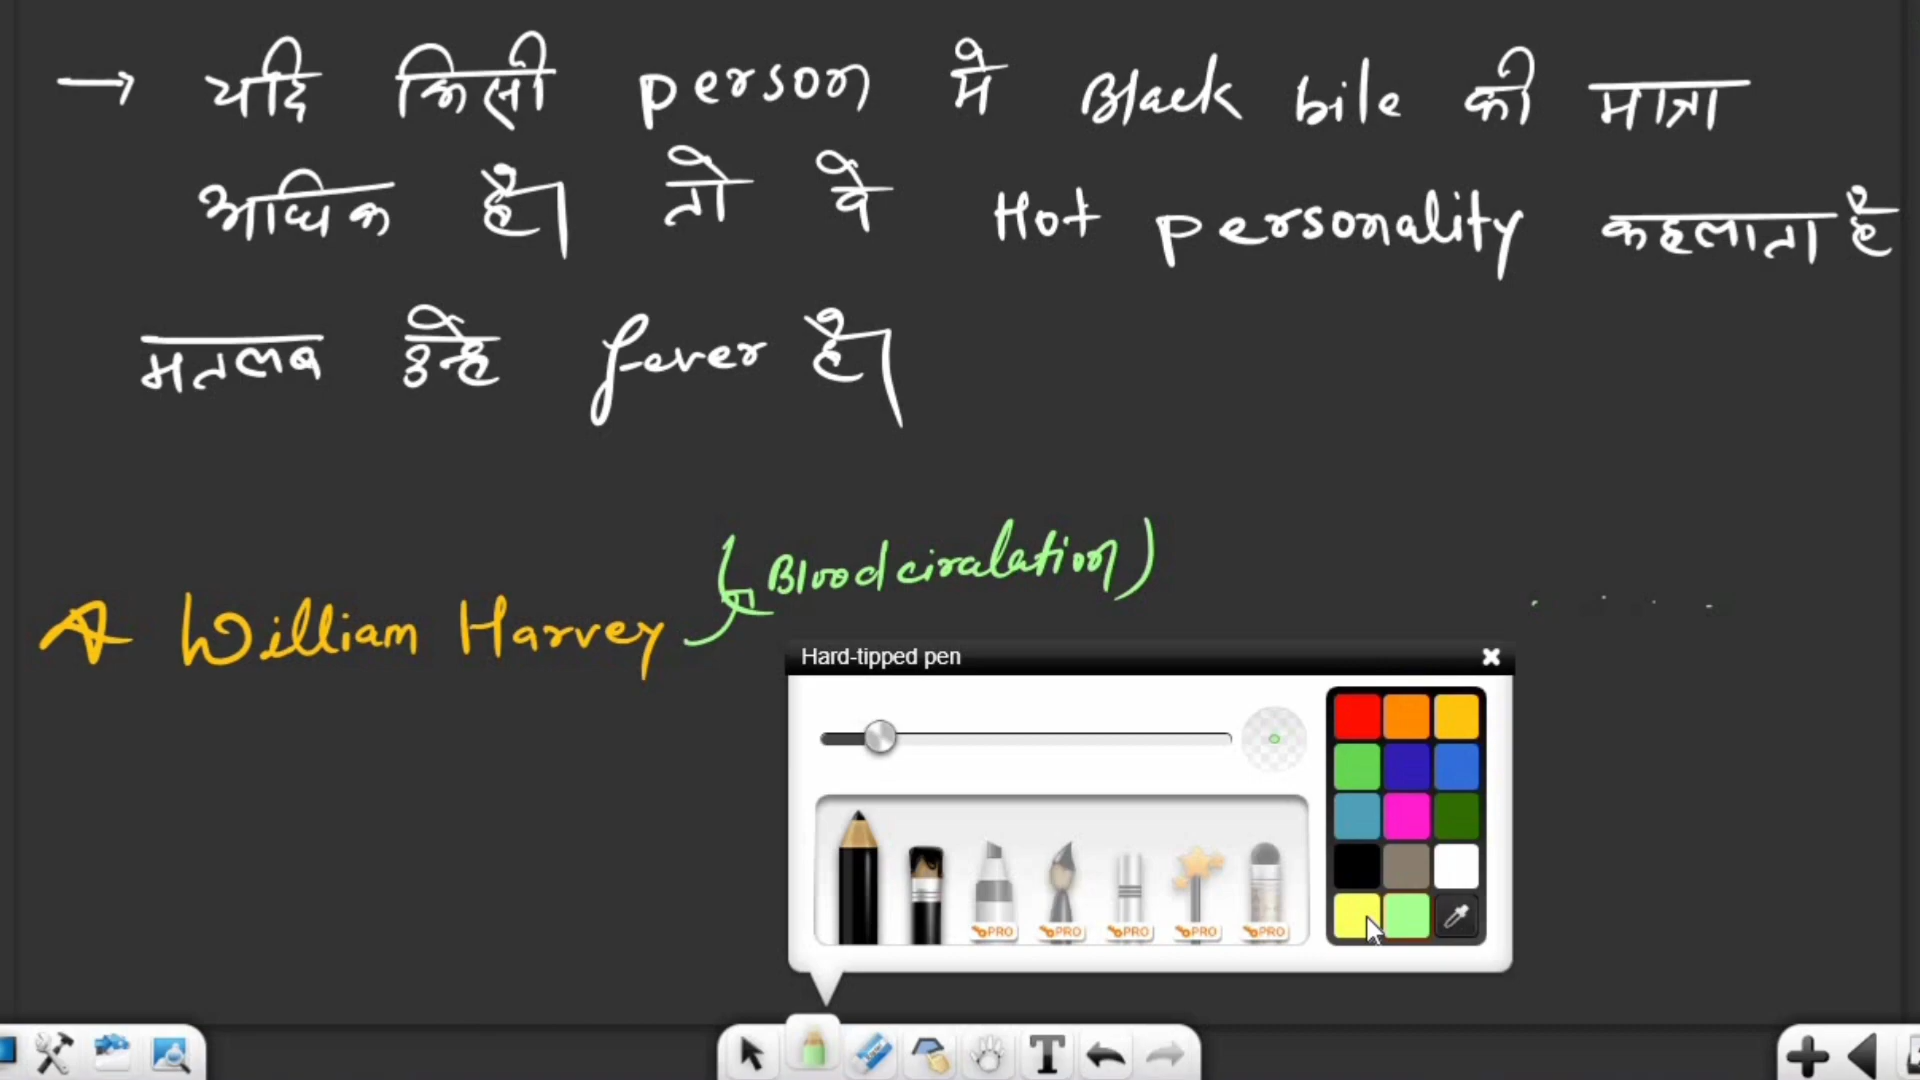 → यदि किसी person मे Black bile की मात्रा
अधिक है। तो वे Hot personality कहलाता है
मतलब उन्हे fever है।
(Blood ciralation)
William Harvey
Hard-tipped pen
PRO PRO PRO PRO PRO
T